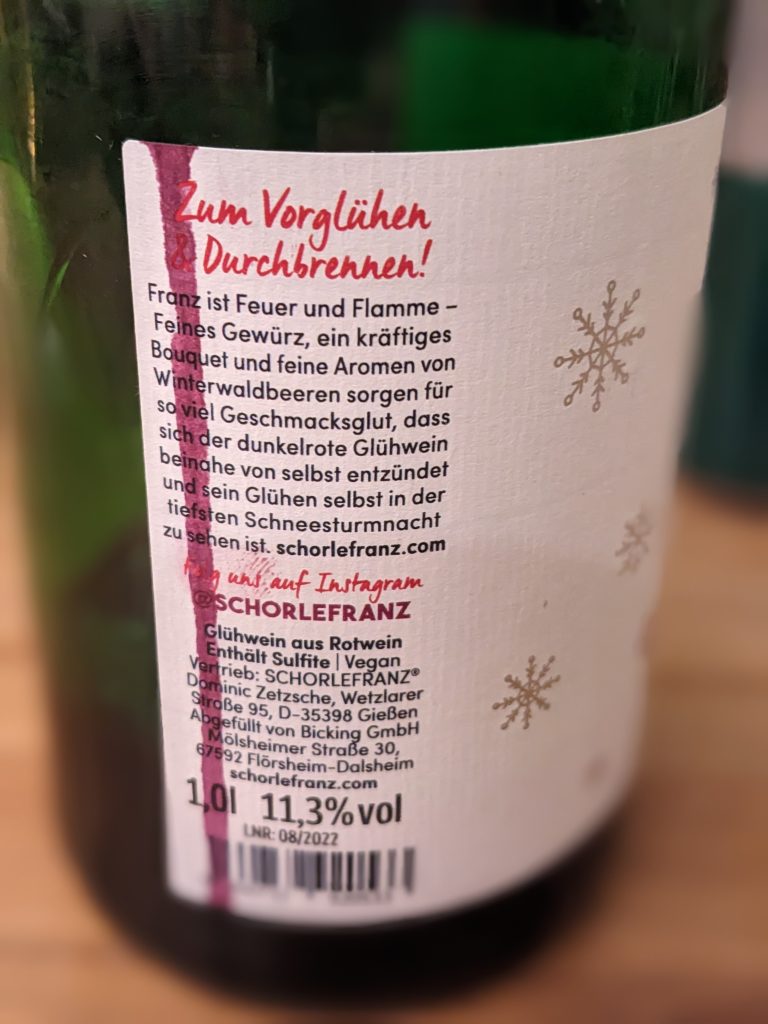 Zum Vorglühen
& Durchbrennen!
Franz ist Feuer und Flamme –
Feines Gewürz, ein kräftiges
Bouquet und feine Aromen von
Winterwaldbeeren sorgen für
so viel Geschmacksglut, dass
sich der dunkelrote Glühwein
beinahe von selbst entzündet
und sein Glühen selbst in der
tiefsten Schneesturmnacht
zu sehen ist. schorlefranz.com
Folg uns auf Instagram
@SCHORLEFRANZ
Glühwein aus Rotwein
Enthält Sulfite | Vegan
Vertrieb: SCHORLEFRANZ®
Dominic Zetzsche, Wetzlarer
Straße 95, D-35398 Gießen
Abgefüllt von Bicking GmbH
Mölsheimer Straße 30,
67592 Flörsheim-Dalsheim
schorlefranz.com
1,0l 11,3%vol
LNR: 08/2022